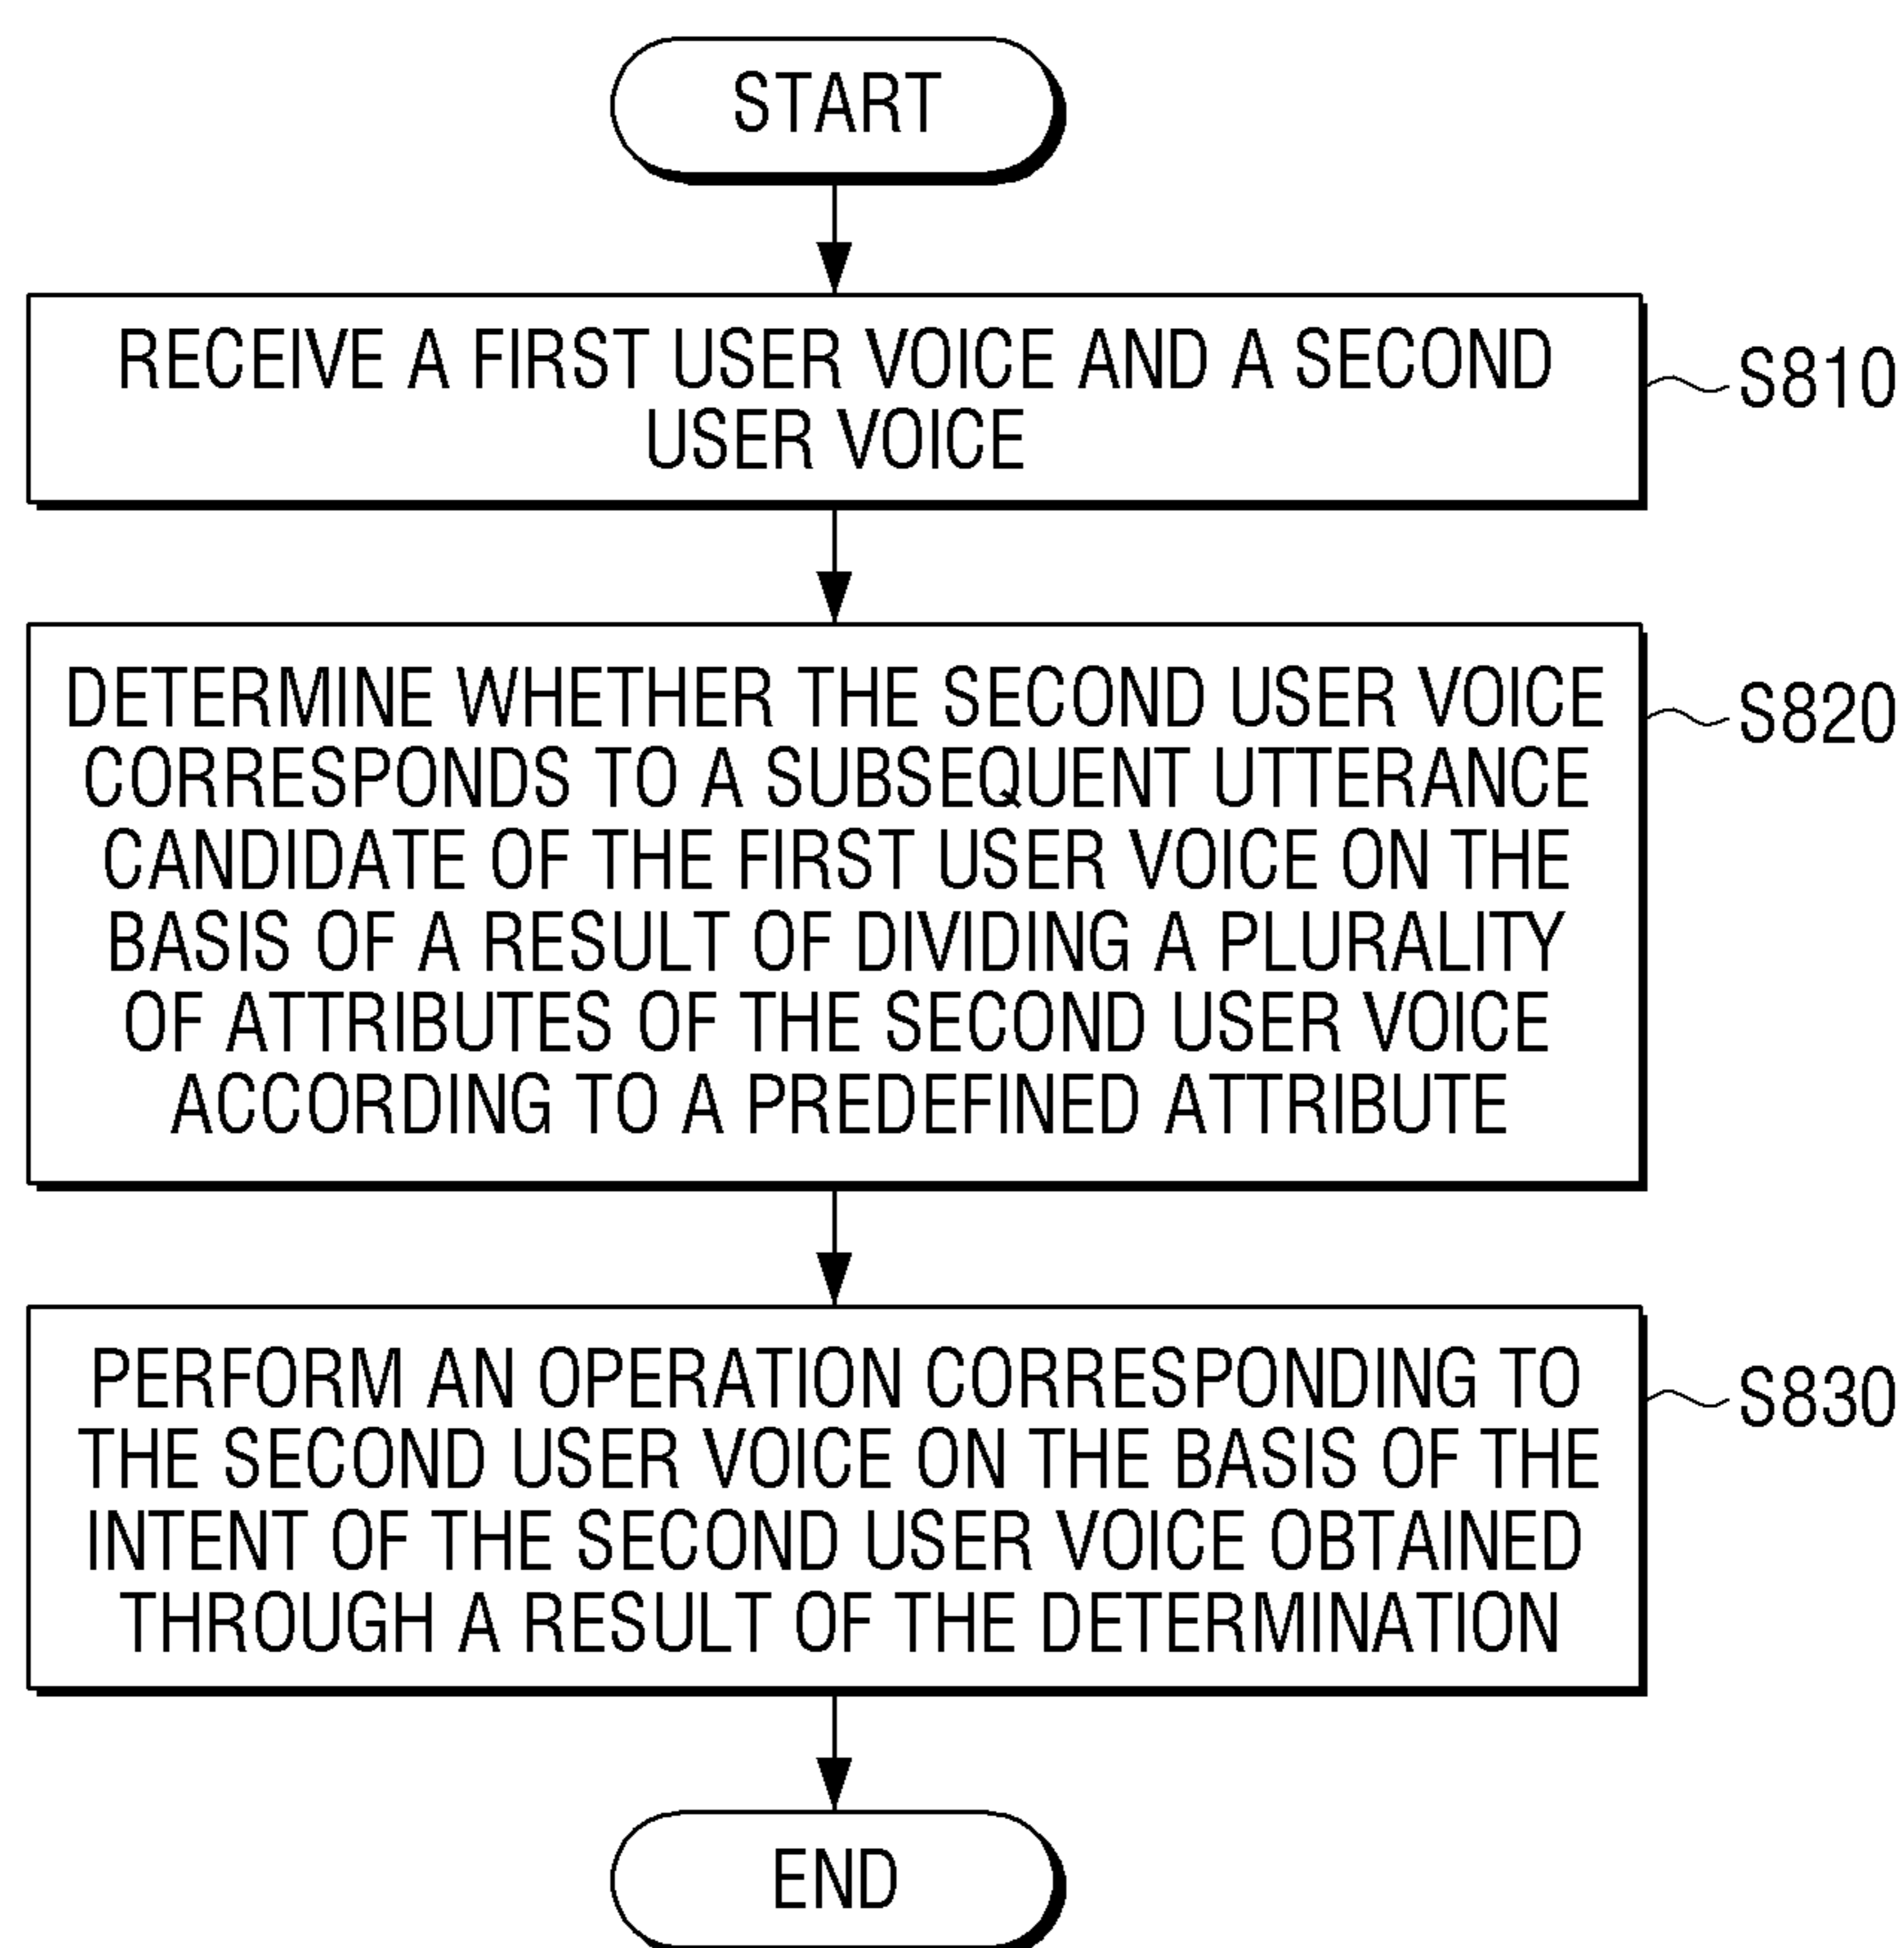 START
RECEIVE A FIRST USER VOICE AND A SECOND
USER VOICE
S810
DETERMINE WHETHER THE SECOND USER VOICE
CORRESPONDS TO A SUBSEQUENT UTTERANCE
CANDIDATE OF THE FIRST USER VOICE ON THE
BASIS OF A RESULT OF DIVIDING A PLURALITY
OF ATTRIBUTES OF THE SECOND USER VOICE
ACCORDING TO A PREDEFINED ATTRIBUTE
S820
PERFORM AN OPERATION CORRESPONDING TO
THE SECOND USER VOICE ON THE BASIS OF THE
INTENT OF THE SECOND USER VOICE OBTAINED
THROUGH A RESULT OF THE DETERMINATION
S830
END